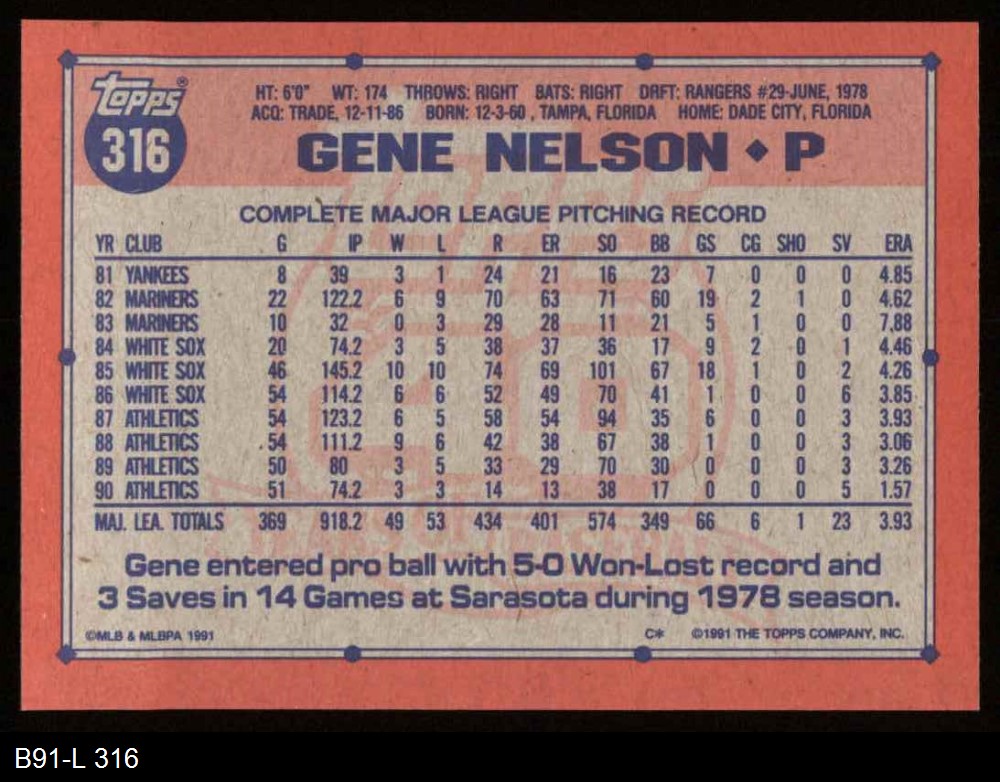 topps®
316
HT: 6'0" WT: 174 THROWS: RIGHT BATS: RIGHT DRFT: RANGERS #29-JUNE, 1978
ACQ: TRADE, 12-11-86 BORN: 12-3-60 , TAMPA, FLORIDA HOME: DADE CITY, FLORIDA
GENE NELSON ◆ P
COMPLETE MAJOR LEAGUE PITCHING RECORD
YR CLUB G IP W L R ER SO BB GS CG SHO SV ERA
81 YANKEES 8 39 3 1 24 21 16 23 7 0 0 0 4.85
82 MARINERS 22 122.2 6 9 70 63 71 60 19 2 1 0 4.62
83 MARINERS 10 32 0 3 29 28 11 21 5 1 0 0 7.88
84 WHITE SOX 20 74.2 3 5 38 37 36 17 9 2 0 1 4.46
85 WHITE SOX 46 145.2 10 10 74 69 101 67 18 1 0 2 4.26
86 WHITE SOX 54 114.2 6 6 52 49 70 41 1 0 0 6 3.85
87 ATHLETICS 54 123.2 6 5 58 54 94 35 6 0 0 3 3.93
88 ATHLETICS 54 111.2 9 6 42 38 67 38 1 0 0 3 3.06
89 ATHLETICS 50 80 3 5 33 29 70 30 0 0 0 3 3.26
90 ATHLETICS 51 74.2 3 3 14 13 38 17 0 0 0 5 1.57
MAJ. LEA. TOTALS 369 918.2 49 53 434 401 574 349 66 6 1 23 3.93
Gene entered pro ball with 5-0 Won-Lost record and
3 Saves in 14 Games at Sarasota during 1978 season.
©MLB & MLBPA 1991 C* ©1991 THE TOPPS COMPANY, INC.
B91-L 316